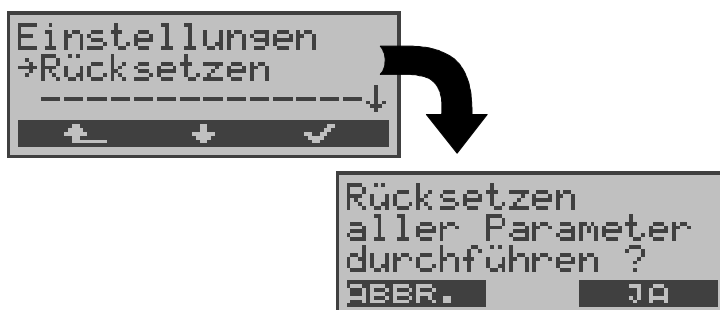 Einstellungen
→Rücksetzen
----------------↓
Rücksetzen
aller Parameter
durchführen ?
ABBR. JA